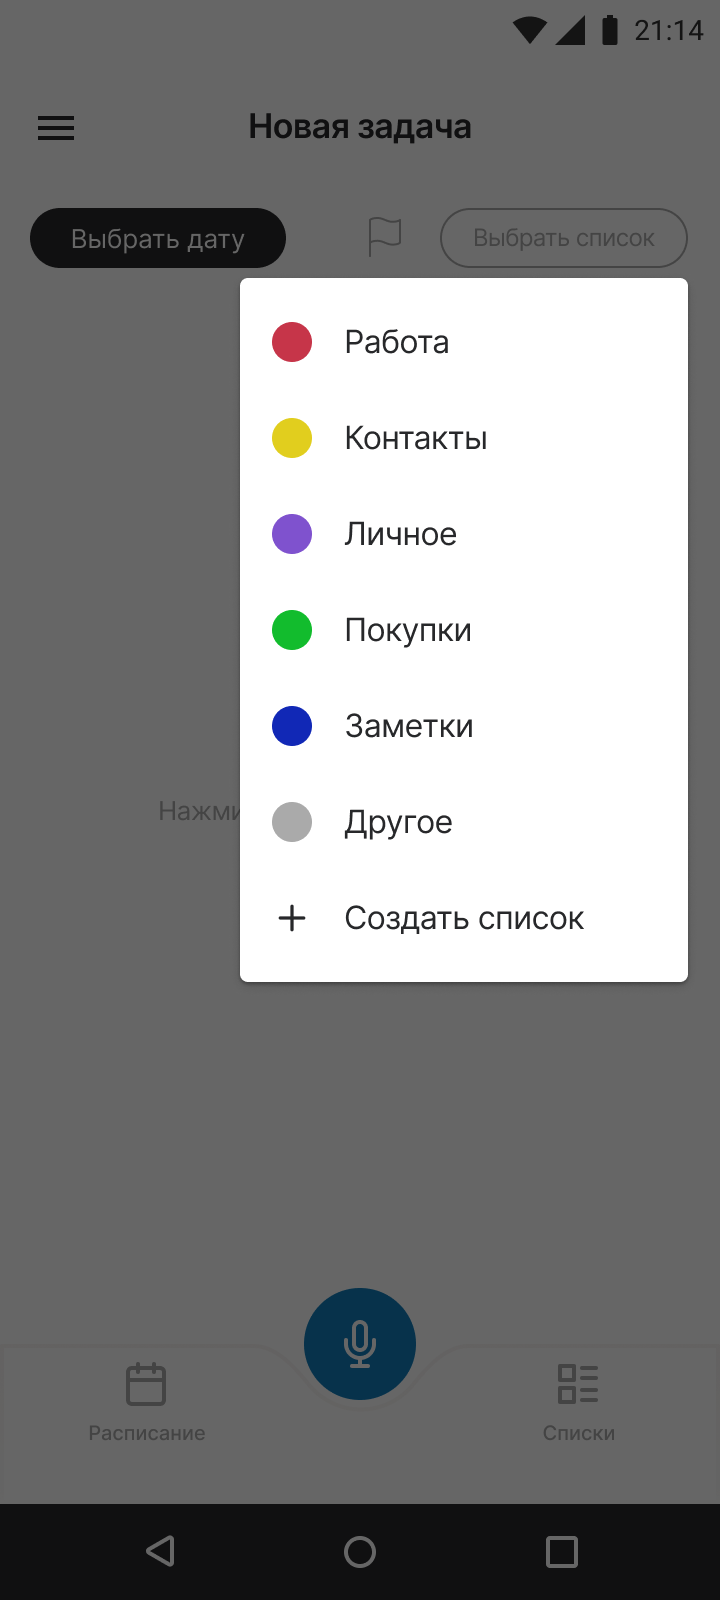 21:14
Новая задача
Выбрать дату
Выбрать список
Работа
Контакты
Личное
Покупки
Заметки
Нажми
Другое
Создать список
Расписание
Списки